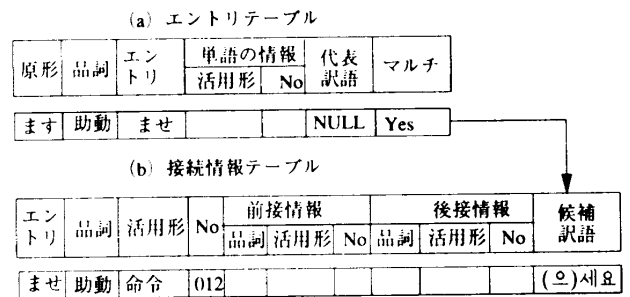 (a) エントリテーブル
原形 品詞 エントリ 単語の情報 活用形 No 代表訳語 マルチ
ます 助動 ませ NULL Yes
(b) 接続情報テーブル
エントリ 品詞 活用形 No 前接情報 品詞 活用形 No 後接情報 品詞 活用形 No 候補訳語
ませ 助動 命令 012 (으)세요